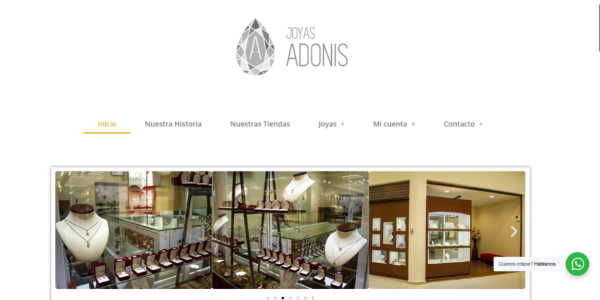 JOYAS
A ADONIS
Inicio Nuestra Historia Nuestras Tiendas Joyas + Mi cuenta + Contacto +
Quieres cotizar? Háblanos